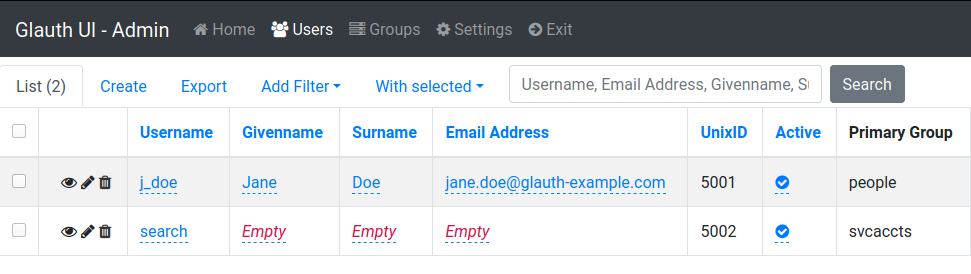 Glauth UI - Admin Home Users Groups Settings Exit
List (2) Create Export Add Filter With selected Username, Email Address, Givenname, Su Search
Username Givenname Surname Email Address UnixID Active Primary Group
j_doe Jane Doe jane.doe@glauth-example.com 5001 people
search Empty Empty Empty 5002 svcaccts